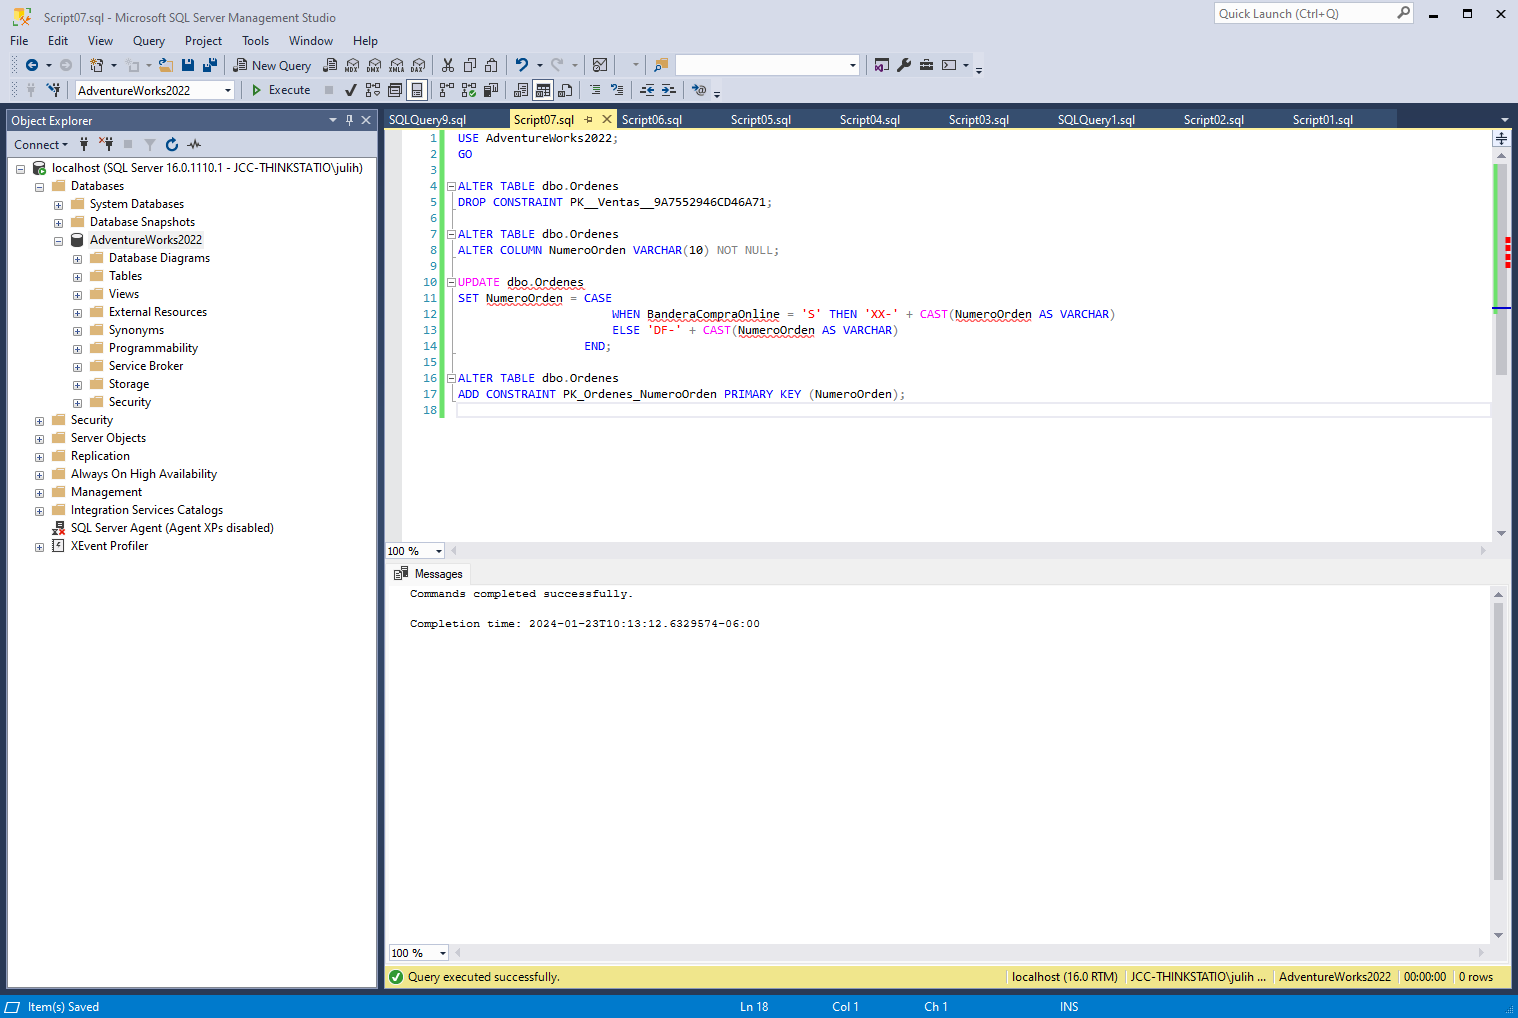 Script07.sql - Microsoft SQL Server Management Studio
Quick Launch (Ctrl+Q)
File Edit View Query Project Tools Window Help
New Query
MDX DMX XMLA DAX
AdventureWorks2022
Execute
Object Explorer
Connect
localhost (SQL Server 16.0.1110.1 - JCC-THINKSTATIO\julih)
Databases
System Databases
Database Snapshots
AdventureWorks2022
Database Diagrams
Tables
Views
External Resources
Synonyms
Programmability
Service Broker
Storage
Security
Security
Server Objects
Replication
Always On High Availability
Management
Integration Services Catalogs
SQL Server Agent (Agent XPs disabled)
XEvent Profiler
SQLQuery9.sql Script07.sql Script06.sql Script05.sql Script04.sql Script03.sql SQLQuery1.sql Script02.sql Script01.sql
1 USE AdventureWorks2022;
2 GO
3
4 ALTER TABLE dbo.Ordenes
5 DROP CONSTRAINT PK__Ventas__9A7552946CD46A71;
6
7 ALTER TABLE dbo.Ordenes
8 ALTER COLUMN NumeroOrden VARCHAR(10) NOT NULL;
9
10 UPDATE dbo.Ordenes
11 SET NumeroOrden = CASE
12 WHEN BanderaCompraOnline = 'S' THEN 'XX-' + CAST(NumeroOrden AS VARCHAR)
13 ELSE 'DF-' + CAST(NumeroOrden AS VARCHAR)
14 END;
15
16 ALTER TABLE dbo.Ordenes
17 ADD CONSTRAINT PK_Ordenes_NumeroOrden PRIMARY KEY (NumeroOrden);
18
100 %
Messages
Commands completed successfully.
Completion time: 2024-01-23T10:13:12.6329574-06:00
100 %
Query executed successfully.
localhost (16.0 RTM) JCC-THINKSTATIO\julih ... AdventureWorks2022 00:00:00 0 rows
Item(s) Saved
Ln 18 Col 1 Ch 1 INS